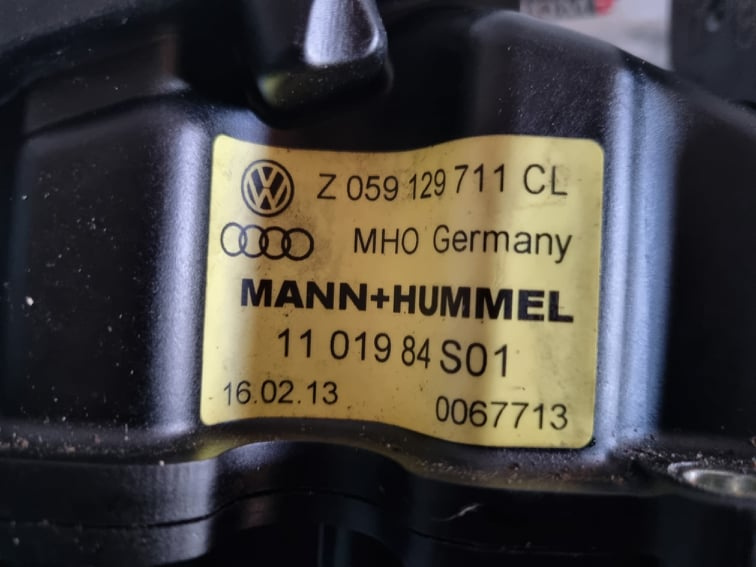 Z 059 129 711 CL
MHO Germany
MANN+HUMMEL
11 019 84 S01
16.02.13 0067713